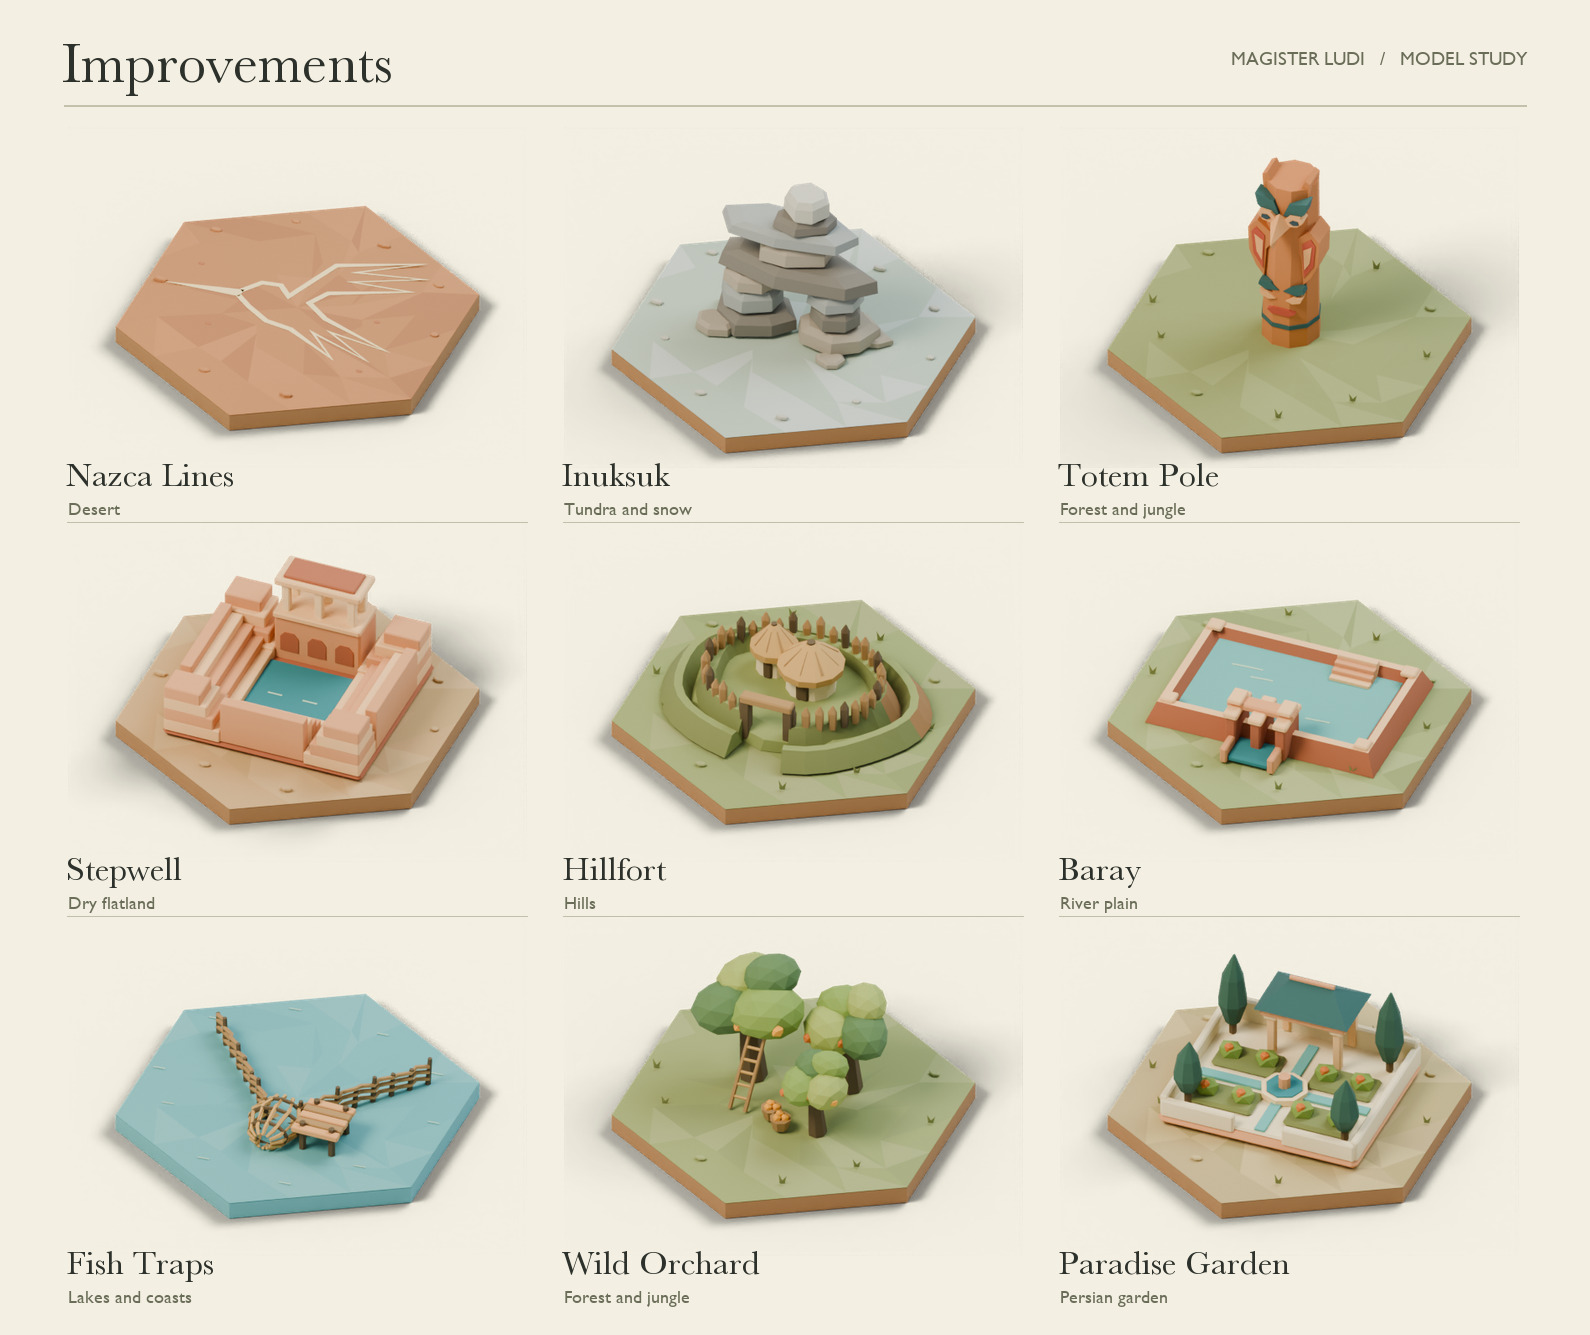 Improvements
MAGISTER LUDI / MODEL STUDY
Nazca Lines
Desert
Inuksuk
Tundra and snow
Totem Pole
Forest and jungle
Stepwell
Dry flatland
Hillfort
Hills
Baray
River plain
Fish Traps
Lakes and coasts
Wild Orchard
Forest and jungle
Paradise Garden
Persian garden